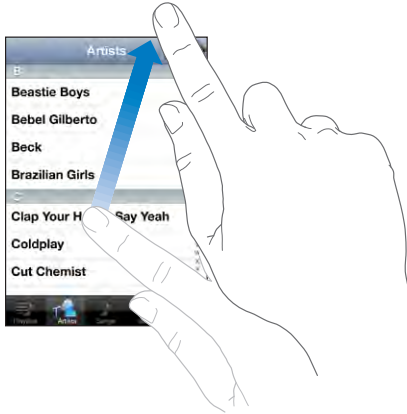 Artists
B
Beastie Boys
Bebel Gilberto
Beck
Brazilian Girls
C
Clap Your H Say Yeah
Coldplay
Cut Chemist
Artists